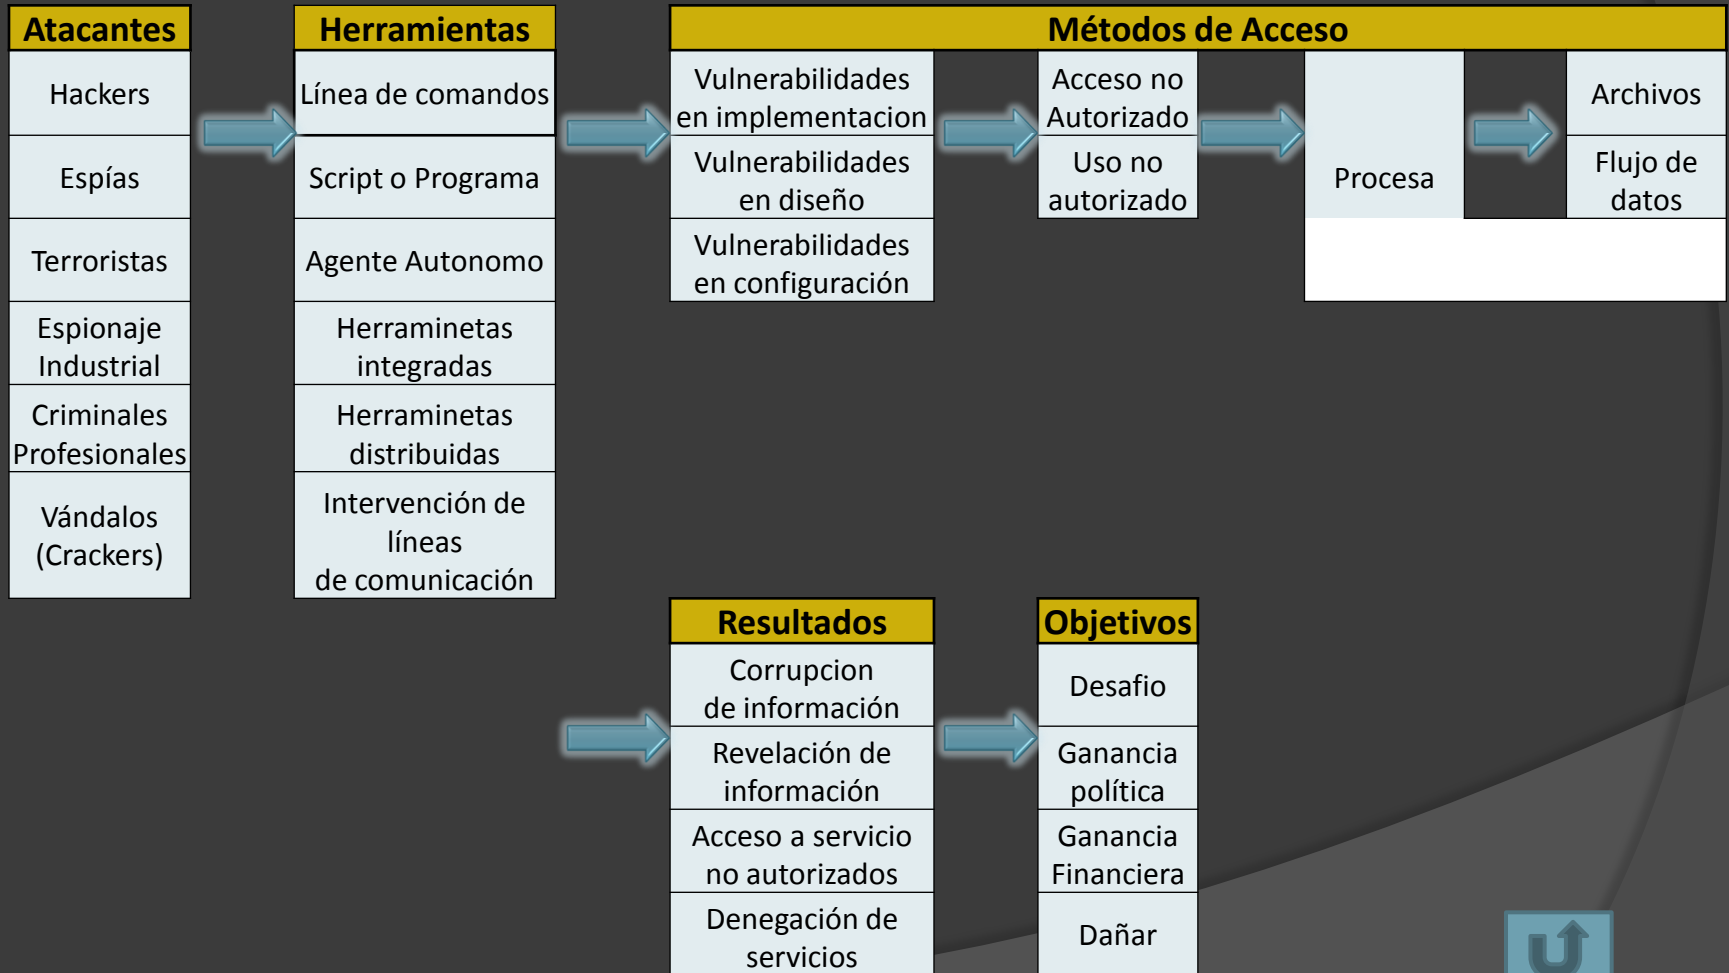 Atacantes
Hackers
Espías
Terroristas
Espionaje
Industrial
Criminales
Profesionales
Vándalos
(Crackers)
Herramientas
Línea de comandos
Script o Programa
Agente Autonomo
Herraminetas
integradas
Herraminetas
distribuidas
Intervención de
líneas
de comunicación
Métodos de Acceso
Vulnerabilidades
en implementacion
Vulnerabilidades
en diseño
Vulnerabilidades
en configuración
Acceso no
Autorizado
Uso no
autorizado
Procesa
Archivos
Flujo de
datos
Resultados
Corrupcion
de información
Revelación de
información
Acceso a servicio
no autorizados
Denegación de
servicios
Objetivos
Desafio
Ganancia
política
Ganancia
Financiera
Dañar